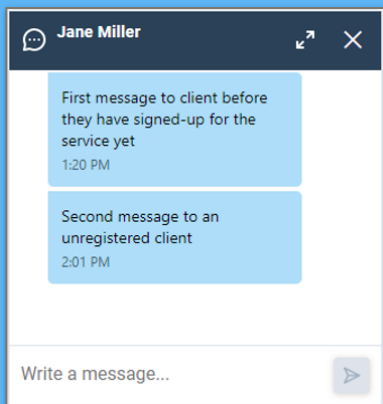 Jane Miller
First message to client before
they have signed-up for the
service yet
1:20 PM
Second message to an
unregistered client
2:01 PM
Write a message...